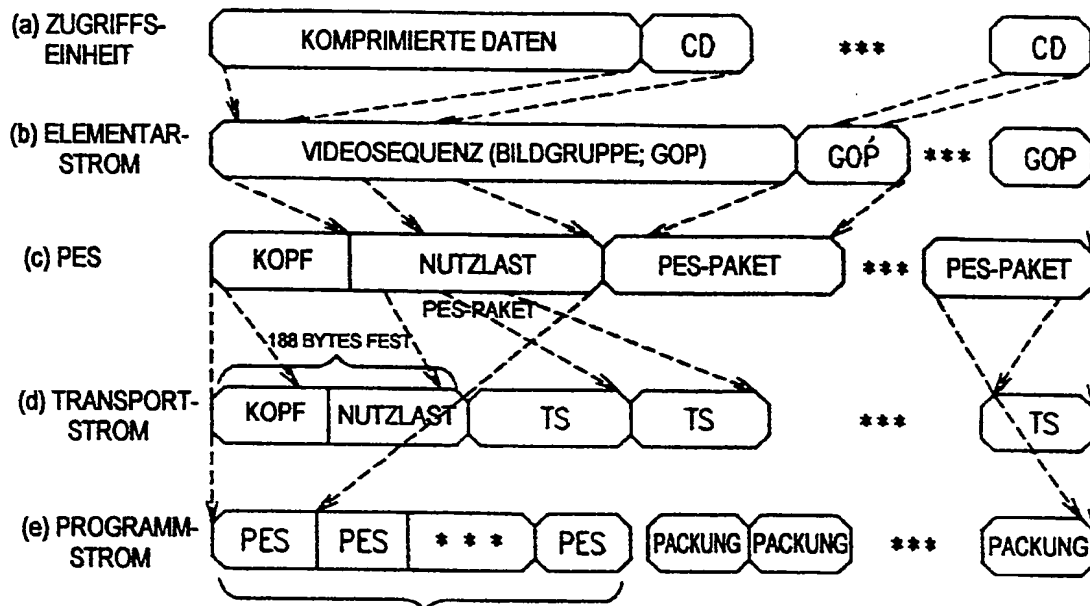 (a) ZUGRIFFS-
EINHEIT
KOMPRIMIERTE DATEN
CD
***
CD
(b) ELEMENTAR-
STROM
VIDEOSEQUENZ (BILDGRUPPE; GOP)
GOP
***
GOP
(c) PES
KOPF
NUTZLAST
PES-PAKET
***
PES-PAKET
PES-PAKET
188 BYTES FEST
(d) TRANSPORT-
STROM
KOPF
NUTZLAST
TS
TS
***
TS
(e) PROGRAMM-
STROM
PES
PES
***
PES
PACKUNG
PACKUNG
***
PACKUNG